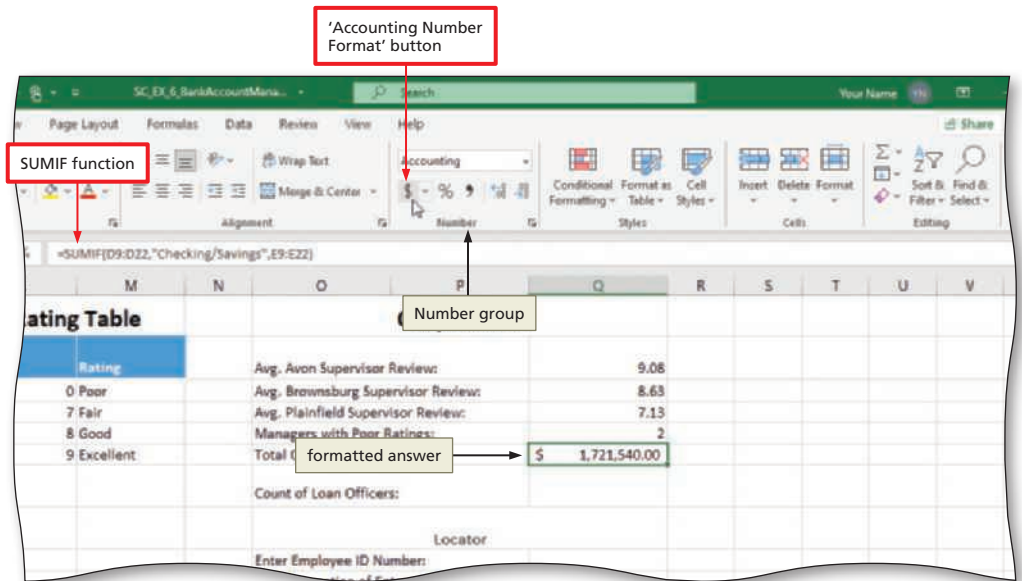 'Accounting Number
Format' button
SC_EX_6_BankAccountMana...
Search
Your Name
Page Layout Formulas Data Review View Help
Share
SUMIF function
Wrap Text
Merge & Center
Accounting
$ % 9
Conditional Formatting
Format as Table
Cell Styles
Insert Delete Format
Sort & Filter
Find & Select
Alignment
Number
Styles
Cells
Editing
=SUMIF(D9:D22,"Checking/Savings",E9:E22)
M N O P Q R S T U V
ating Table
Number group
Rating
Avg. Avon Supervisor Review: 9.08
0 Poor Avg. Brownsburg Supervisor Review: 8.63
7 Fair Avg. Plainfield Supervisor Review: 7.13
8 Good Managers with Poor Ratings: 2
9 Excellent Total
formatted answer
$ 1,721,540.00
Count of Loan Officers:
Locator
Enter Employee ID Number: